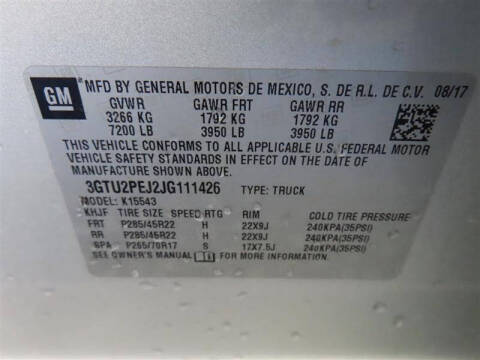 GM
MFD BY GENERAL MOTORS DE MEXICO, S. DE R.L. DE C.V. 08/17
GVWR GAWR FRT GAWR RR
3266 KG 1792 KG 1792 KG
7200 LB 3950 LB 3950 LB
THIS VEHICLE CONFORMS TO ALL APPLICABLE U.S. FEDERAL MOTOR
VEHICLE SAFETY STANDARDS IN EFFECT ON THE DATE OF
MANUFACTURE SHOWN ABOVE.
3GTU2PEJ2JG111426 TYPE: TRUCK
MODEL: K15543
KHJF TIRE SIZE SPEED RTG RIM COLD TIRE PRESSURE
FRT P285/45R22 H 22X9J 240KPA(35PSI)
RR P285/45R22 H 22X9J 240KPA(35PSI)
SPA P265/70R17 S 17X7.5J 240KPA(35PSI)
SEE OWNER'S MANUAL FOR MORE INFORMATION